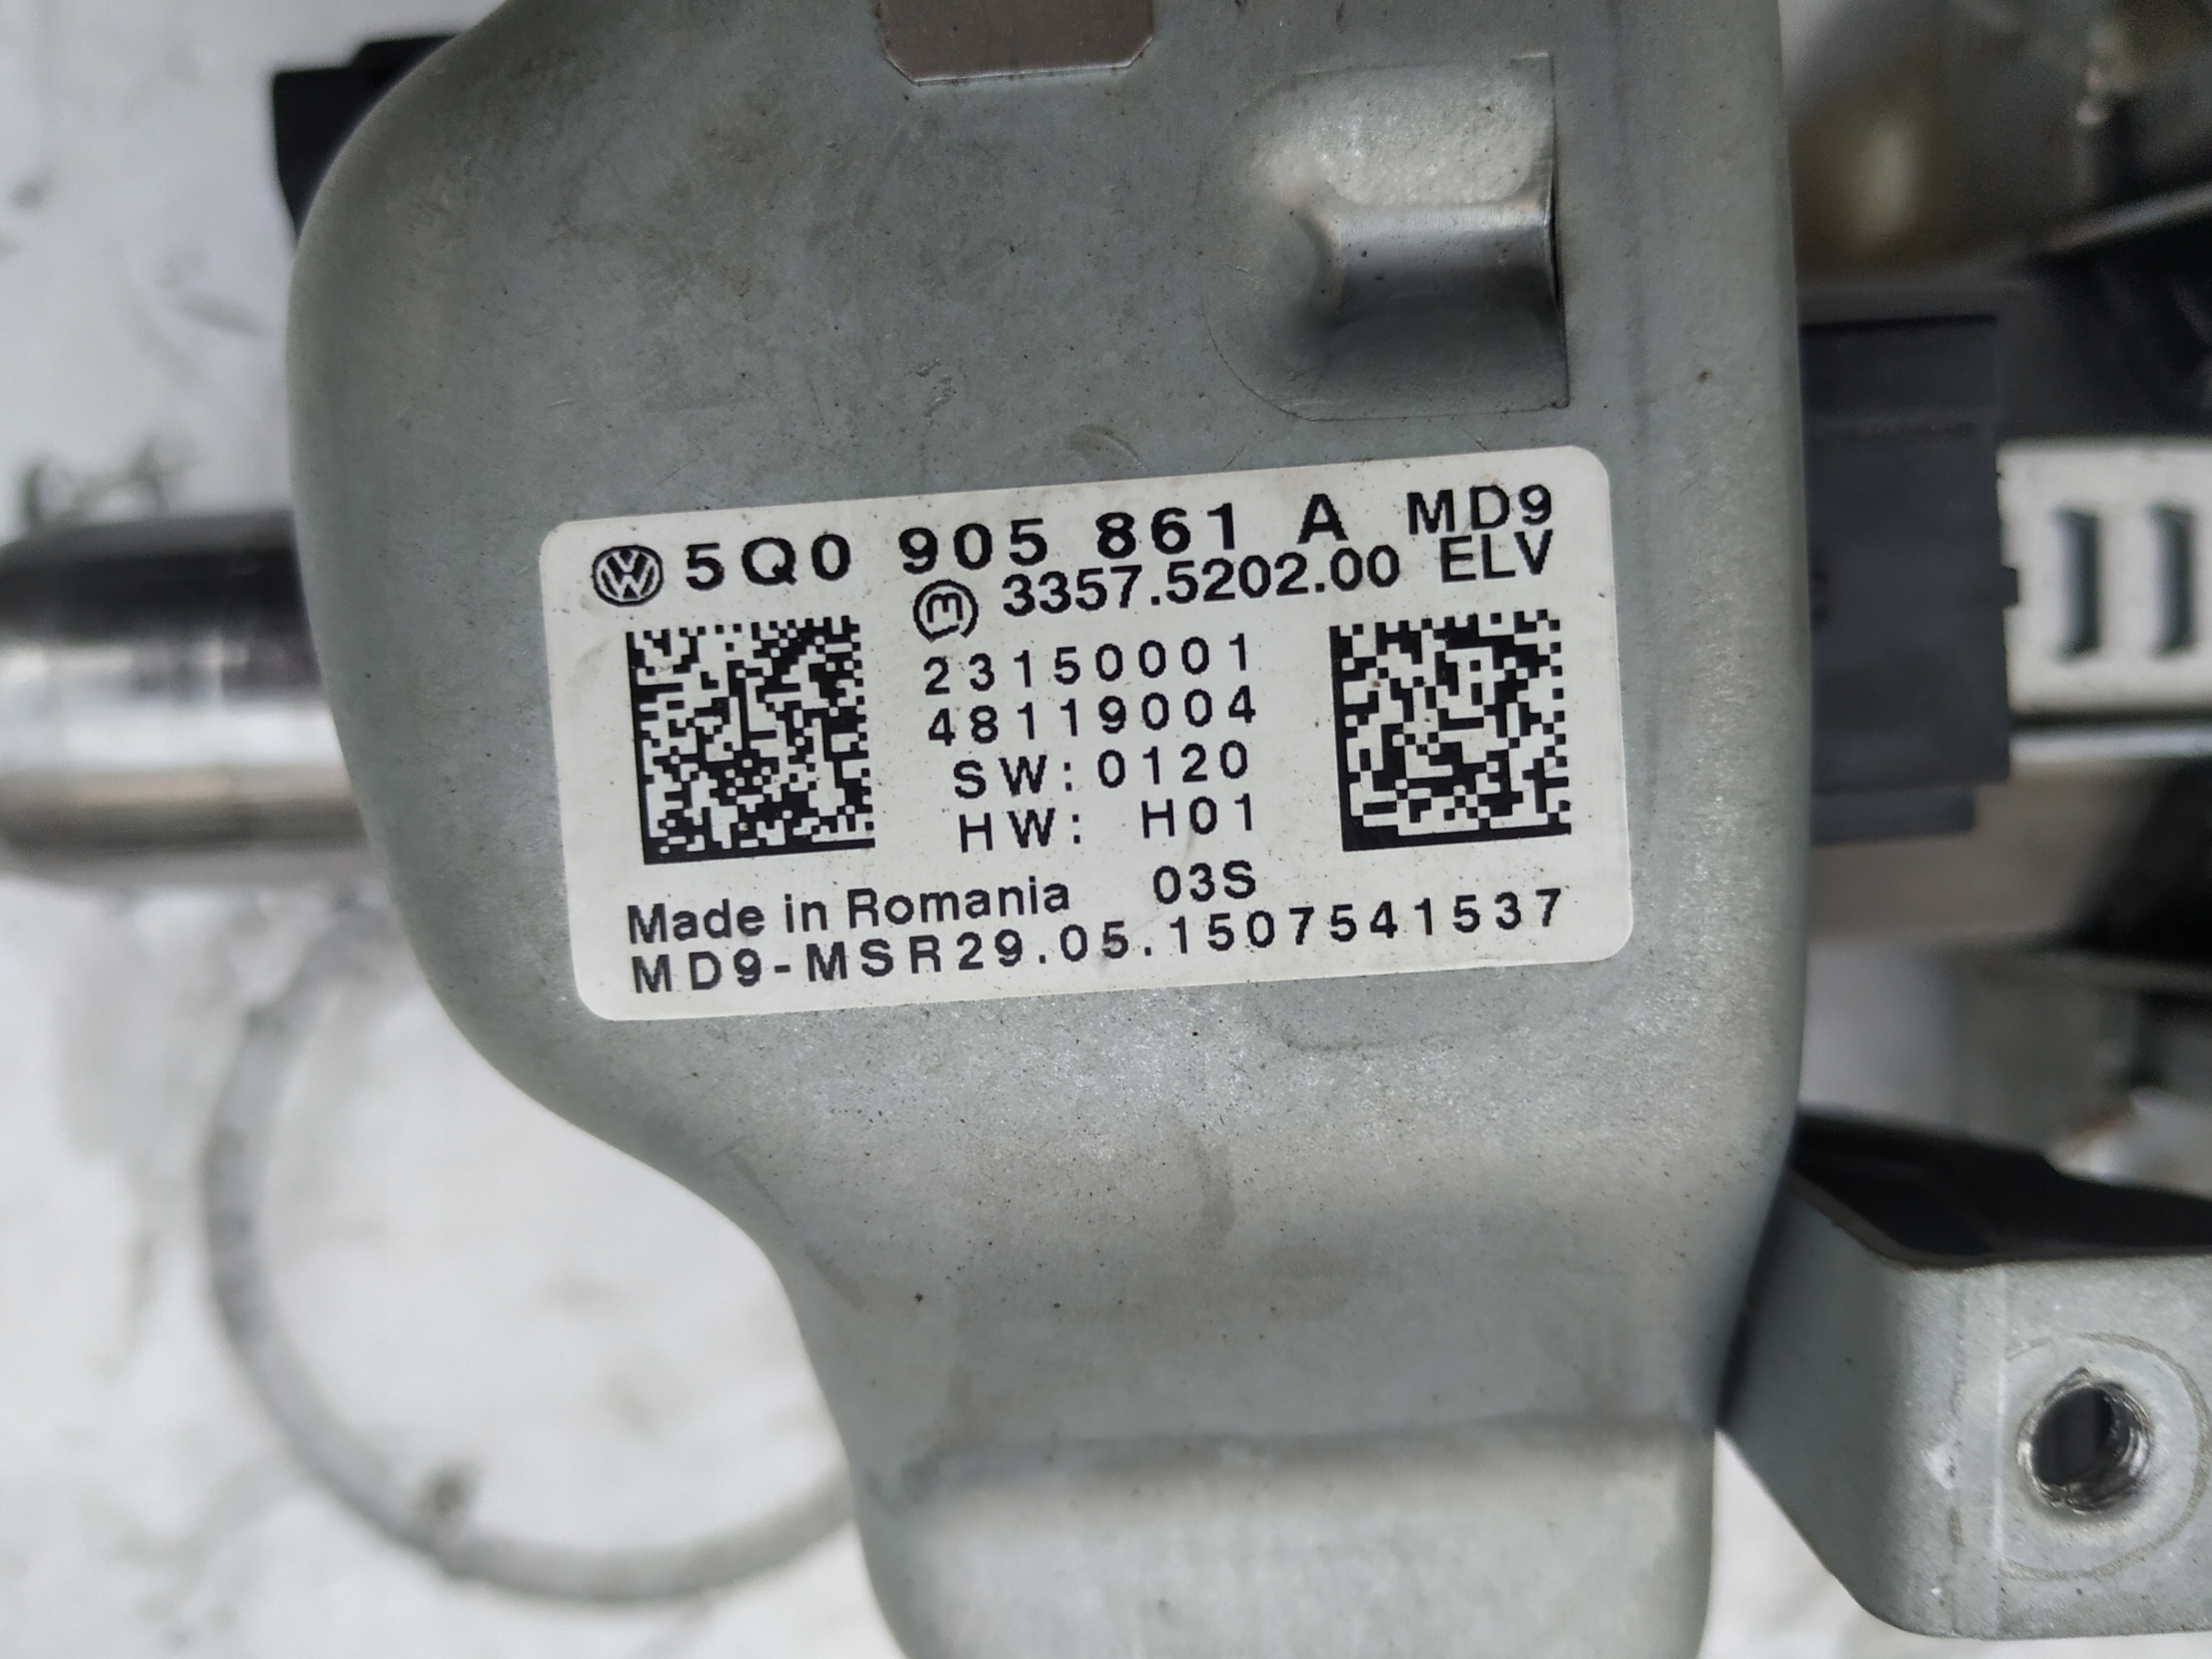 5Q0 905 861 A MD9
3357.5202.00 ELV
23150001
48119004
SW:0120
HW: H01
Made in Romania 03S
MD9-MSR29.05.1507541537